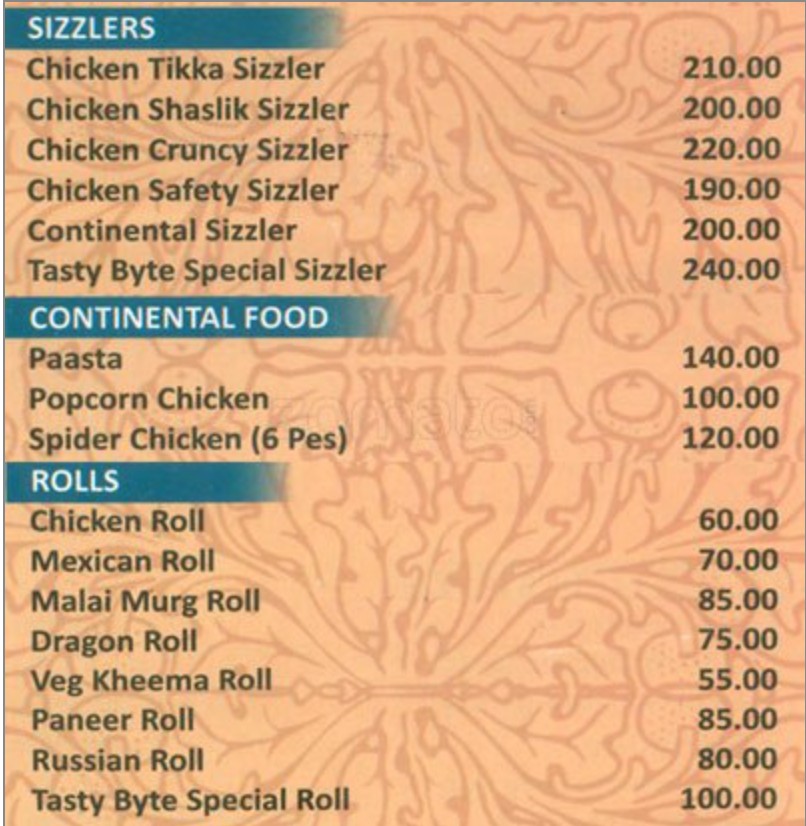 SIZZLERS
Chicken Tikka Sizzler 210.00
Chicken Shaslik Sizzler 200.00
Chicken Cruncy Sizzler 220.00
Chicken Safety Sizzler 190.00
Continental Sizzler 200.00
Tasty Byte Special Sizzler 240.00
CONTINENTAL FOOD
Paasta 140.00
Popcorn Chicken 100.00
zomato
Spider Chicken (6 Pes) 120.00
ROLLS
Chicken Roll 60.00
Mexican Roll 70.00
Malai Murg Roll 85.00
Dragon Roll 75.00
Veg Kheema Roll 55.00
Paneer Roll 85.00
Russian Roll 80.00
Tasty Byte Special Roll 100.00